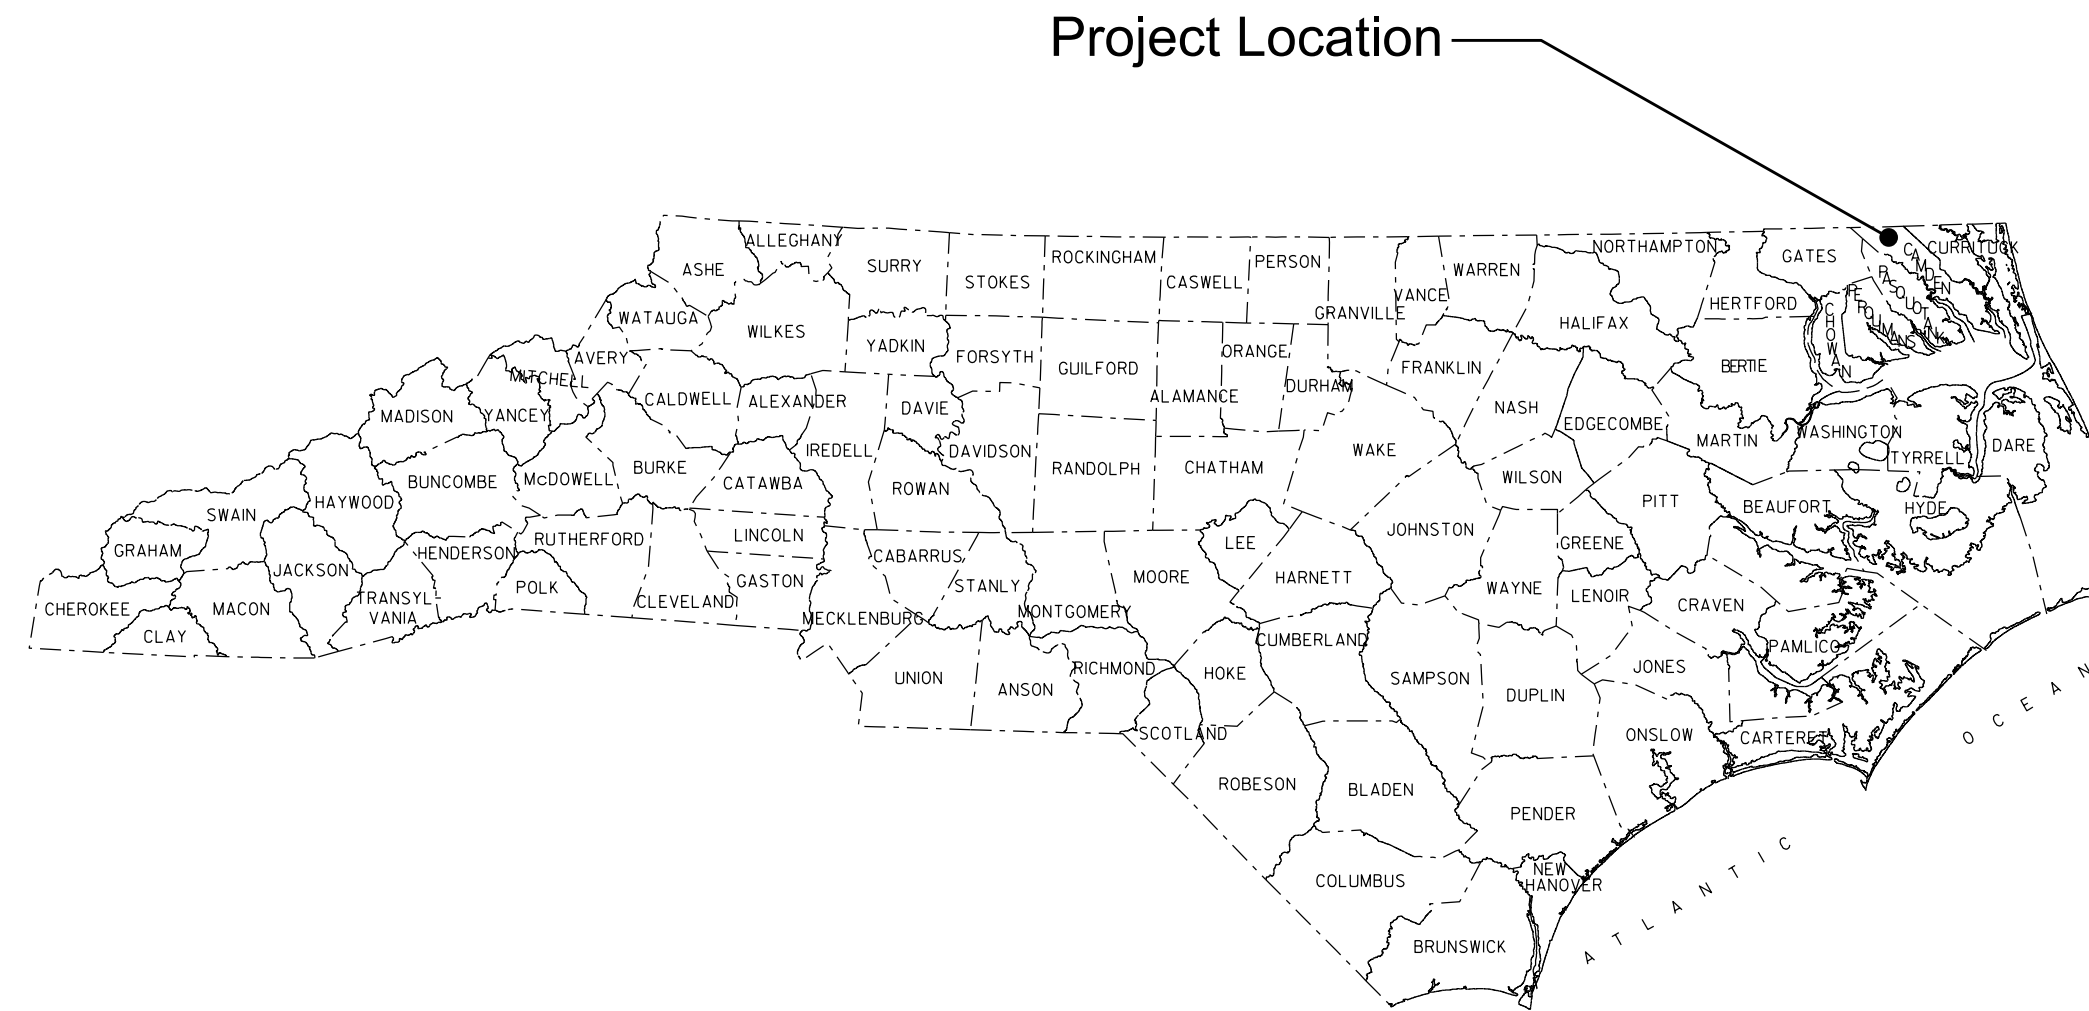 Project Location
ALLEGHANY
ASHE
SURRY
STOKES
ROCKINGHAM
CASWELL
PERSON
GRANVILLE
VANCE
WARREN
NORTHAMPTON
GATES
CURRITUCK
CAMDEN
PASQUOTANK
PERQUIMANS
CHOWAN
HERTFORD
HALIFAX
BERTIE
WATAUGA
WILKES
YADKIN
FORSYTH
GUILFORD
ALAMANCE
ORANGE
DURHAM
FRANKLIN
NASH
EDGECOMBE
MARTIN
WASHINGTON
TYRRELL
DARE
AVERY
MITCHELL
YANCEY
MADISON
CALDWELL
ALEXANDER
DAVIE
IREDELL
DAVIDSON
RANDOLPH
CHATHAM
WAKE
WILSON
PITT
BEAUFORT
HYDE
BUNCOMBE
McDOWELL
BURKE
CATAWBA
ROWAN
HAYWOOD
SWAIN
GRAHAM
JACKSON
HENDERSON
RUTHERFORD
LINCOLN
CABARRUS
STANLY
MOORE
LEE
HARNETT
JOHNSTON
GREENE
WAYNE
LENOIR
CRAVEN
PAMLICO
CHEROKEE
CLAY
MACON
TRANSYL-
VANIA
POLK
CLEVELAND
GASTON
MECKLENBURG
MONTGOMERY
UNION
ANSON
RICHMOND
SCOTLAND
HOKE
CUMBERLAND
SAMPSON
DUPLIN
JONES
ONSLOW
CARTERET
ROBESON
BLADEN
PENDER
NEW
HANOVER
COLUMBUS
BRUNSWICK
ATLANTIC
OCEAN